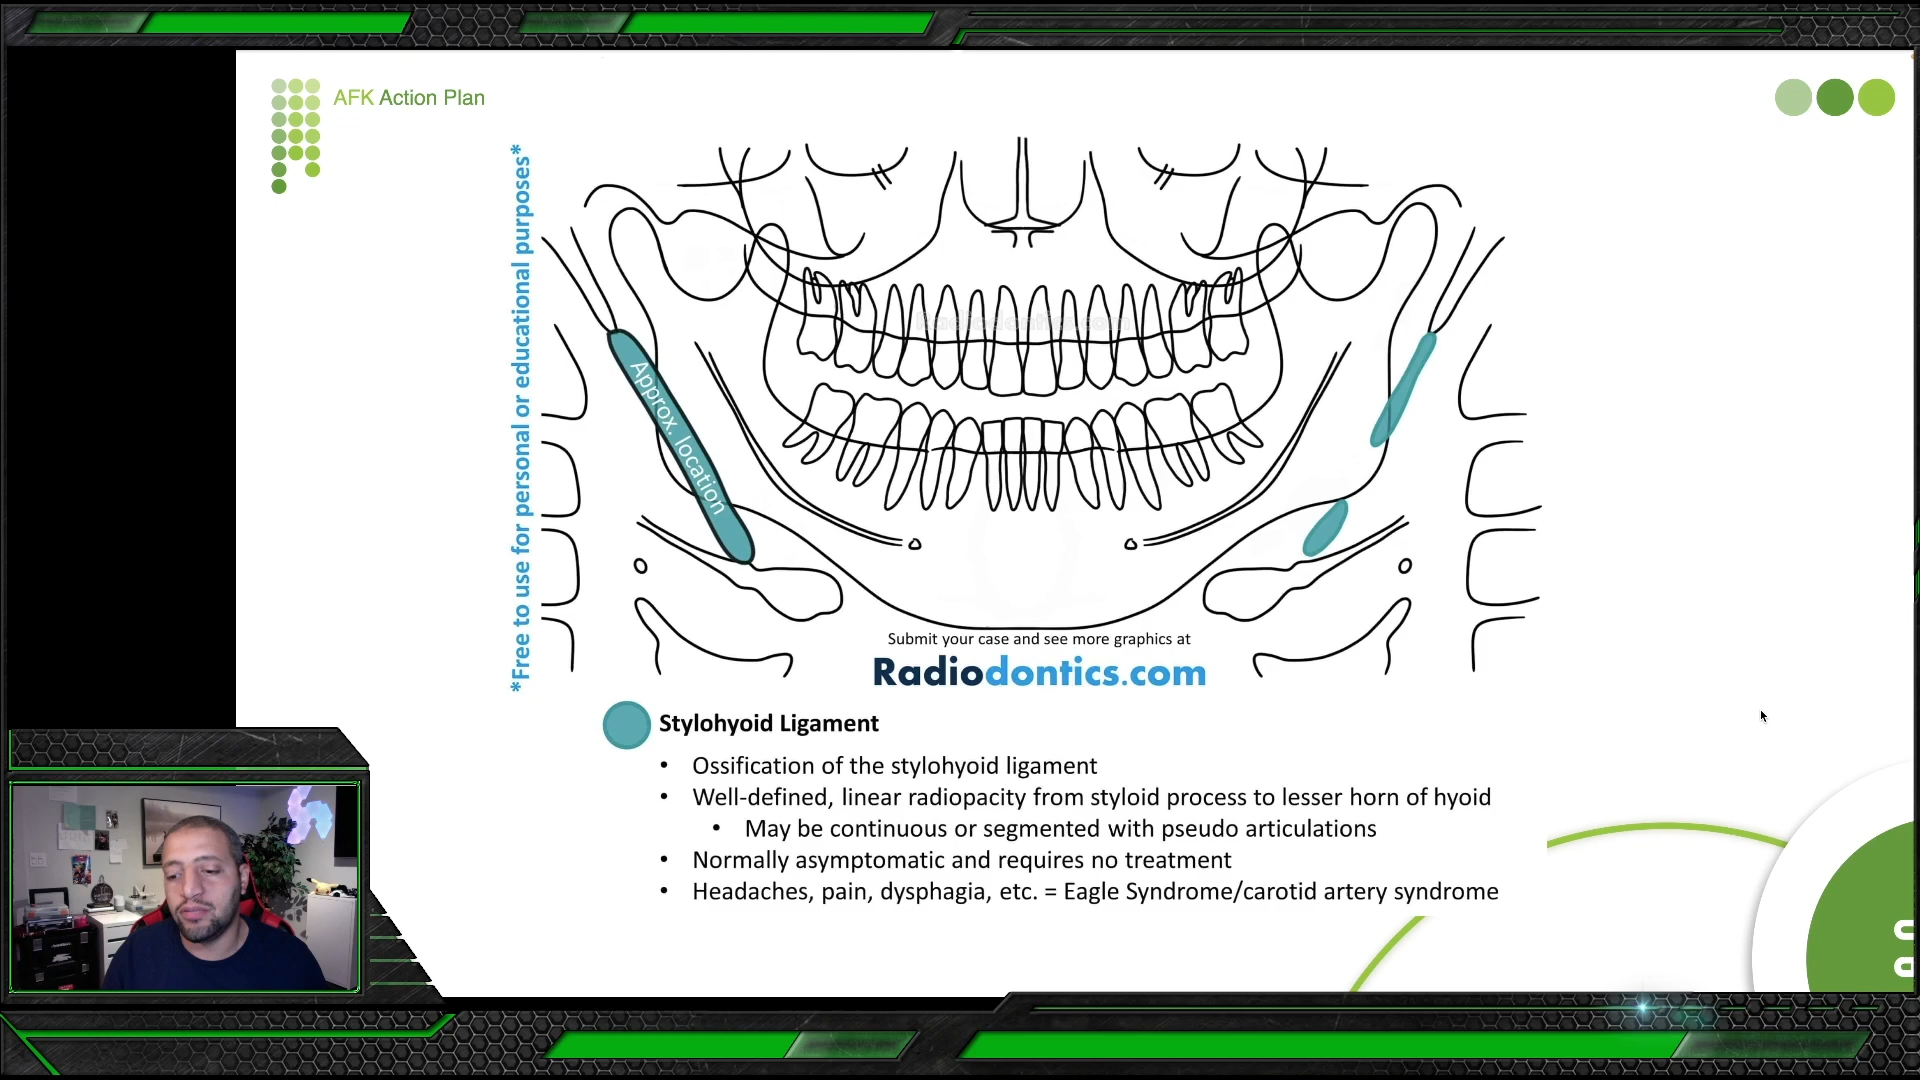 AFK Action Plan
*Free to use for personal or educational purposes*
Radiodontics.com
Approx. location
Submit your case and see more graphics at
Radiodontics.com
Stylohyoid Ligament
• Ossification of the stylohyoid ligament
• Well-defined, linear radiopacity from styloid process to lesser horn of hyoid
• May be continuous or segmented with pseudo articulations
• Normally asymptomatic and requires no treatment
• Headaches, pain, dysphagia, etc. = Eagle Syndrome/carotid artery syndrome